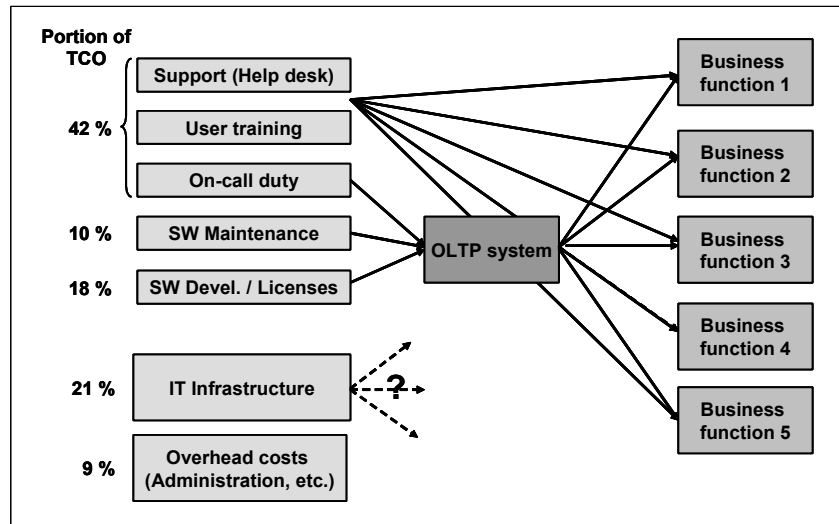 Portion of
TCO
Support (Help desk)
42 %
User training
On-call duty
10 %
SW Maintenance
18 %
SW Devel. / Licenses
21 %
IT Infrastructure
?
9 %
Overhead costs
(Administration, etc.)
OLTP system
Business
function 1
Business
function 2
Business
function 3
Business
function 4
Business
function 5